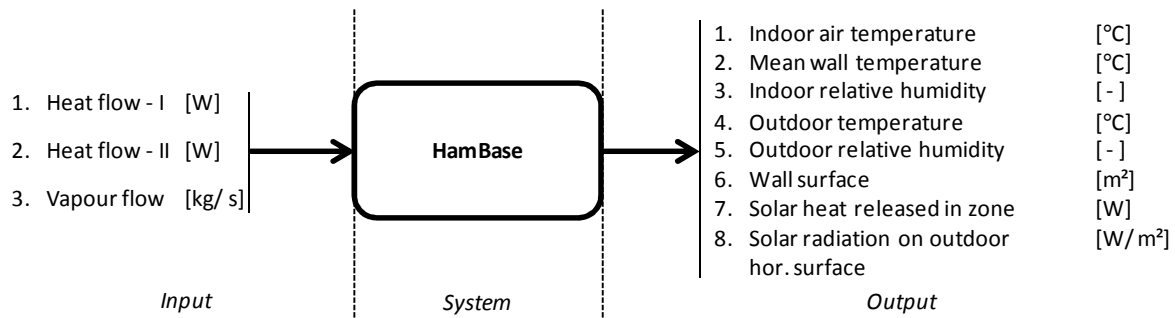 1. Heat flow - I [W]
2. Heat flow - II [W]
3. Vapour flow [kg/ s]
HamBase
1. Indoor air temperature [°C]
2. Mean wall temperature [°C]
3. Indoor relative humidity [ - ]
4. Outdoor temperature [°C]
5. Outdoor relative humidity [ - ]
6. Wall surface [m²]
7. Solar heat released in zone [W]
8. Solar radiation on outdoor [W/ m²]
hor. surface
Input System Output